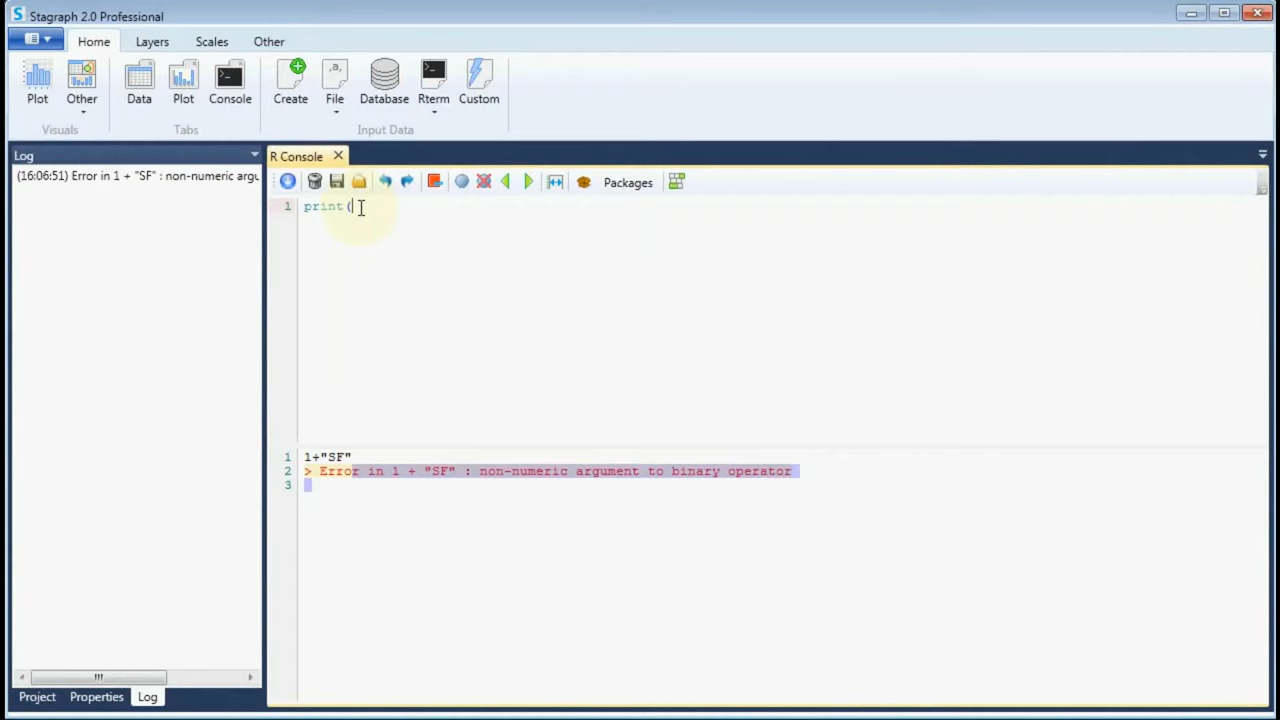 Stagraph 2.0 Professional
Home Layers Scales Other
Plot Other Data Plot Console Create File Database Rterm Custom
Visuals Tabs Input Data
Log
(16:06:51) Error in 1 + "SF" : non-numeric argu
R Console
Packages
1 print(
1 1+"SF"
2 > Error in 1 + "SF" : non-numeric argument to binary operator
3
Project Properties Log